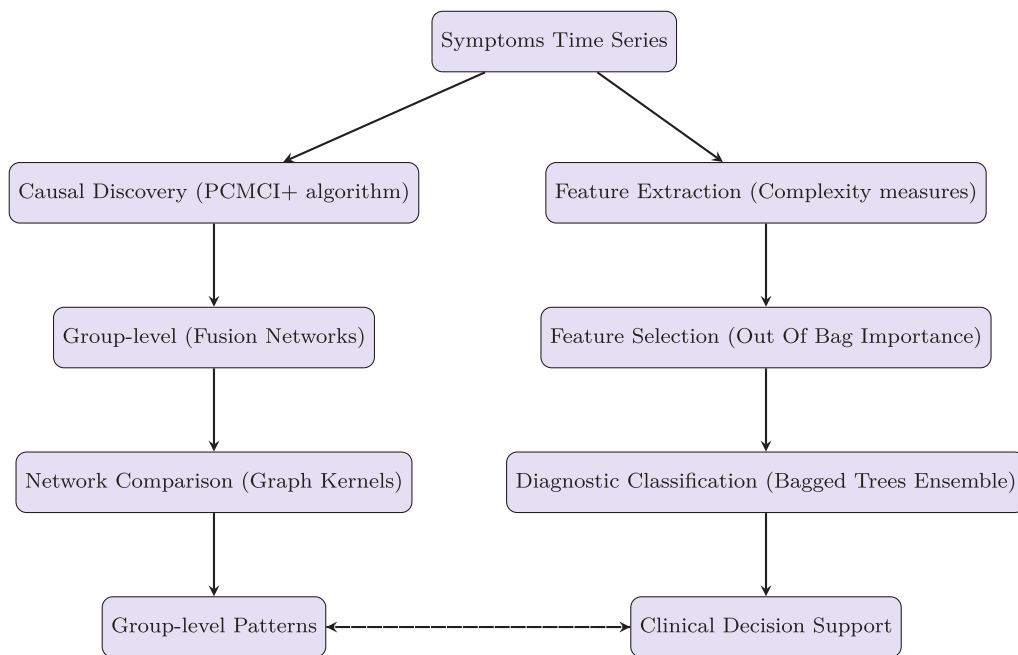 Symptoms Time Series
Causal Discovery (PCMCI+ algorithm)
Feature Extraction (Complexity measures)
Group-level (Fusion Networks)
Feature Selection (Out Of Bag Importance)
Network Comparison (Graph Kernels)
Diagnostic Classification (Bagged Trees Ensemble)
Group-level Patterns
Clinical Decision Support